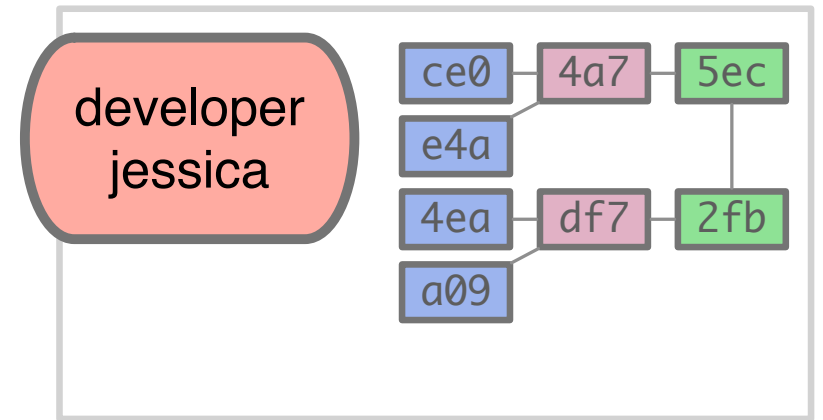 developer
jessica
ce0 4a7 5ec
e4a
4ea df7 2fb
a09